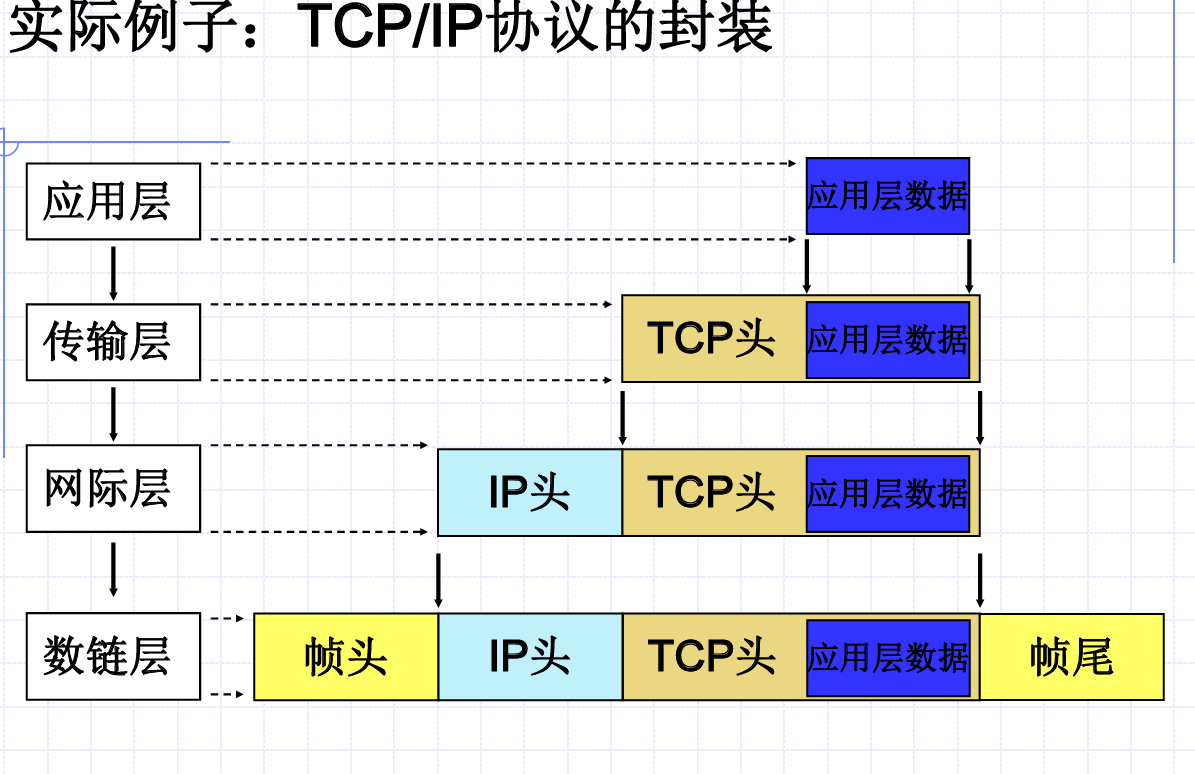 实际例子：TCP/IP协议的封装
应用层
应用层数据
传输层
TCP头
应用层数据
网际层
IP头
TCP头
应用层数据
数链层
帧头
IP头
TCP头
应用层数据
帧尾